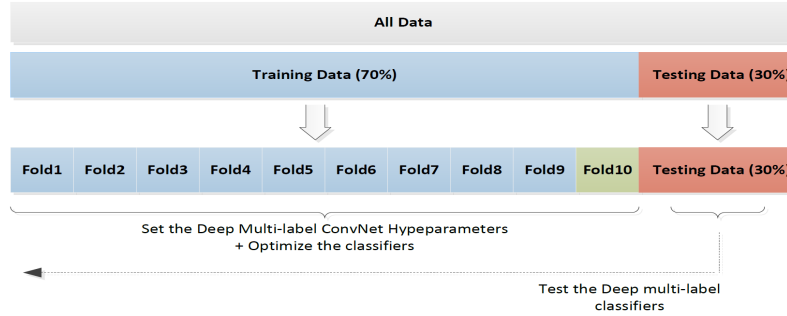 All Data
Training Data (70%) Testing Data (30%)
Fold1 Fold2 Fold3 Fold4 Fold5 Fold6 Fold7 Fold8 Fold9 Fold10 Testing Data (30%)
Set the Deep Multi-label ConvNet Hypeparameters
+ Optimize the classifiers
Test the Deep multi-label
classifiers